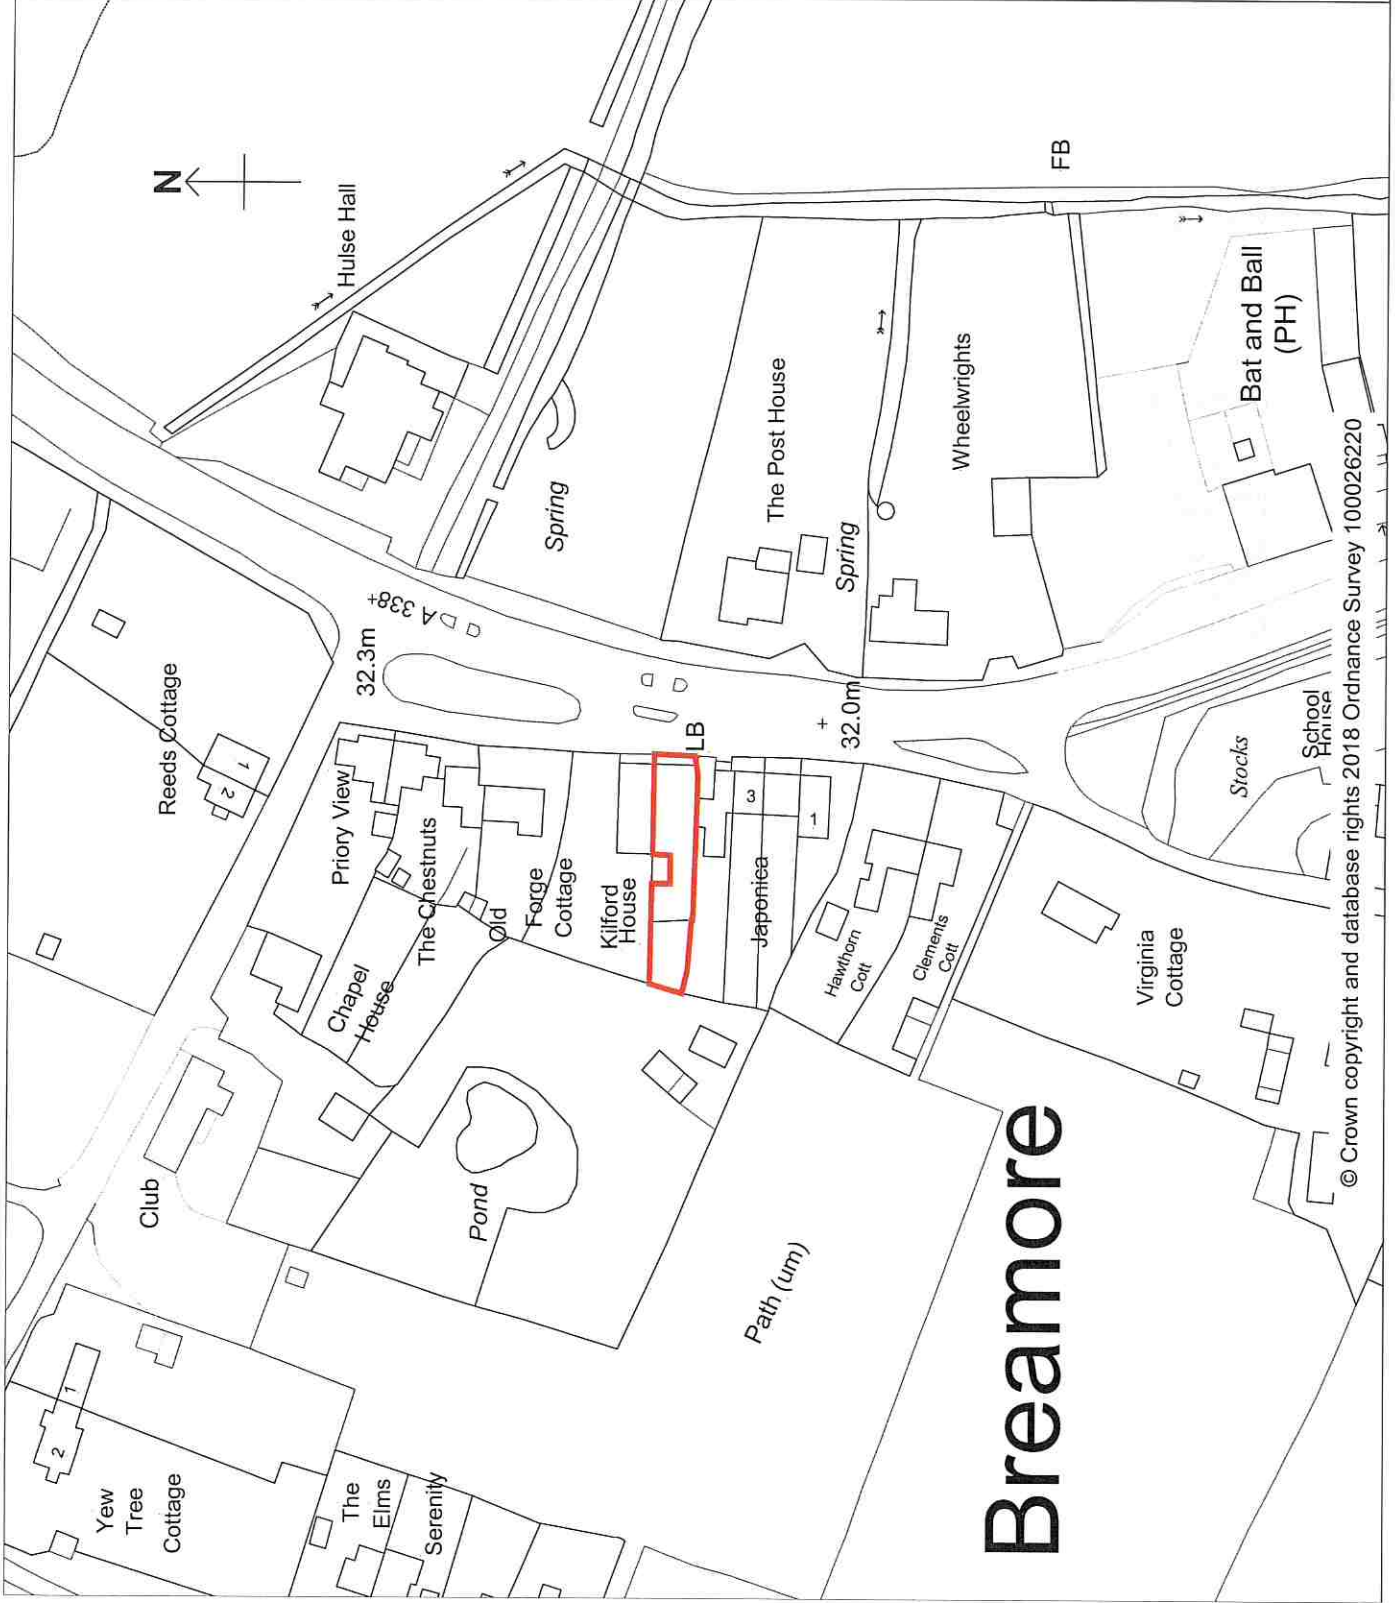 N
Hulse Hall
FB
Spring
The Post House
Spring
Wheelwrights
Bat and Ball
(PH)
A 338
32.3m
32.0m
LB
Reeds Cottage
1
2
Priory View
The Chestnuts
Old
Forge
Cottage
Kilford
House
3
1
Japonica
Chapel
House
Hawthorn
Cott
Clements
Cott
Stocks
School
House
Virginia
Cottage
Club
Pond
Path (um)
1
2
Yew
Tree
Cottage
The
Elms
Serenity
Breamore
© Crown copyright and database rights 2018 Ordnance Survey 100026220